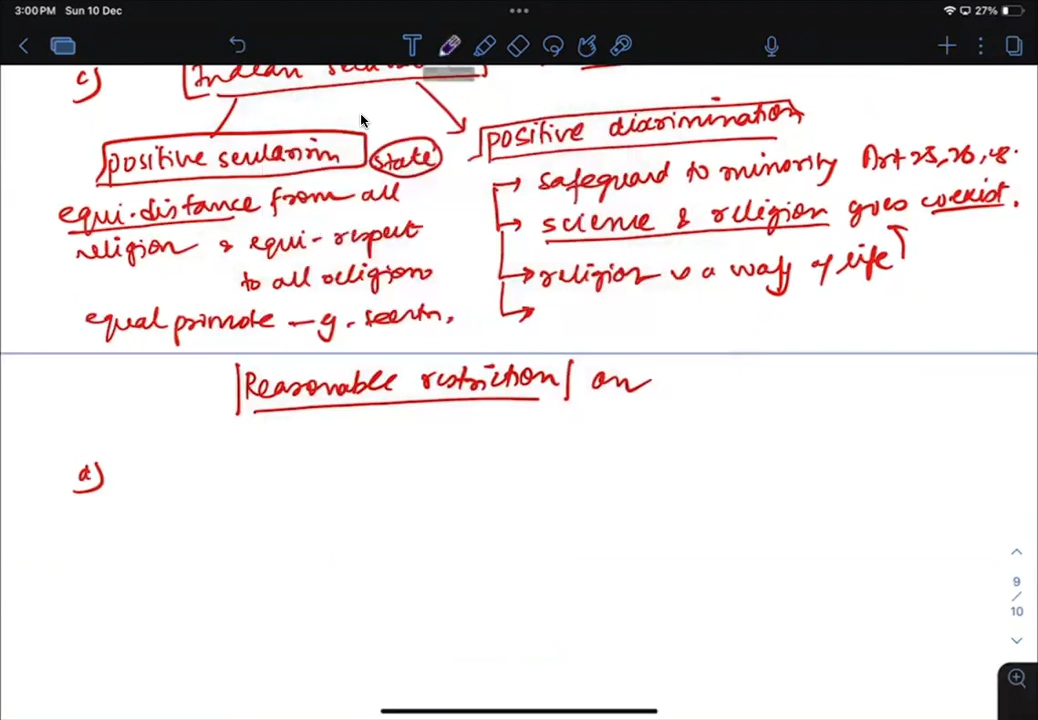 3:00 PM Sun 10 Dec
27%
T
c) Indian
positive seularism state
positive discrimination
equi-distance from all
religion & equi-respect
to all religions
equal promote - g.
→ safeguard to minority Art 25, 26, 28.
→ science & religion goes coexist.
→ religion is a way of life
Reasonable restriction on
a)
9
/
10